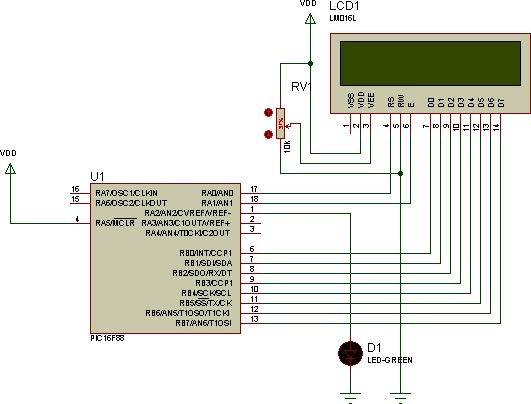 VDD
LCD1
LM016L
RV1
37%
10k
VSS
VDD
VEE
RS
RW
E
D0
D1
D2
D3
D4
D5
D6
D7
1
2
3
4
5
6
7
8
9
10
11
12
13
14
VDD
U1
16 RA7/OSC1/CLKIN RA0/AN0 17
15 RA6/OSC2/CLKOUT RA1/AN1 18
RA2/AN2/CVREF/VREF- 1
4 RA5/MCLR RA3/AN3/C1OUT/VREF+ 2
RA4/AN4/T0CKI/C2OUT 3
RB0/INT/CCP1 6
RB1/SDI/SDA 7
RB2/SDO/RX/DT 8
RB3/CCP1 9
RB4/SCK/SCL 10
RB5/SS/TX/CK 11
RB6/AN5/T1OSO/T1CKI 12
RB7/AN6/T1OSI 13
PIC16F88
D1
LED-GREEN